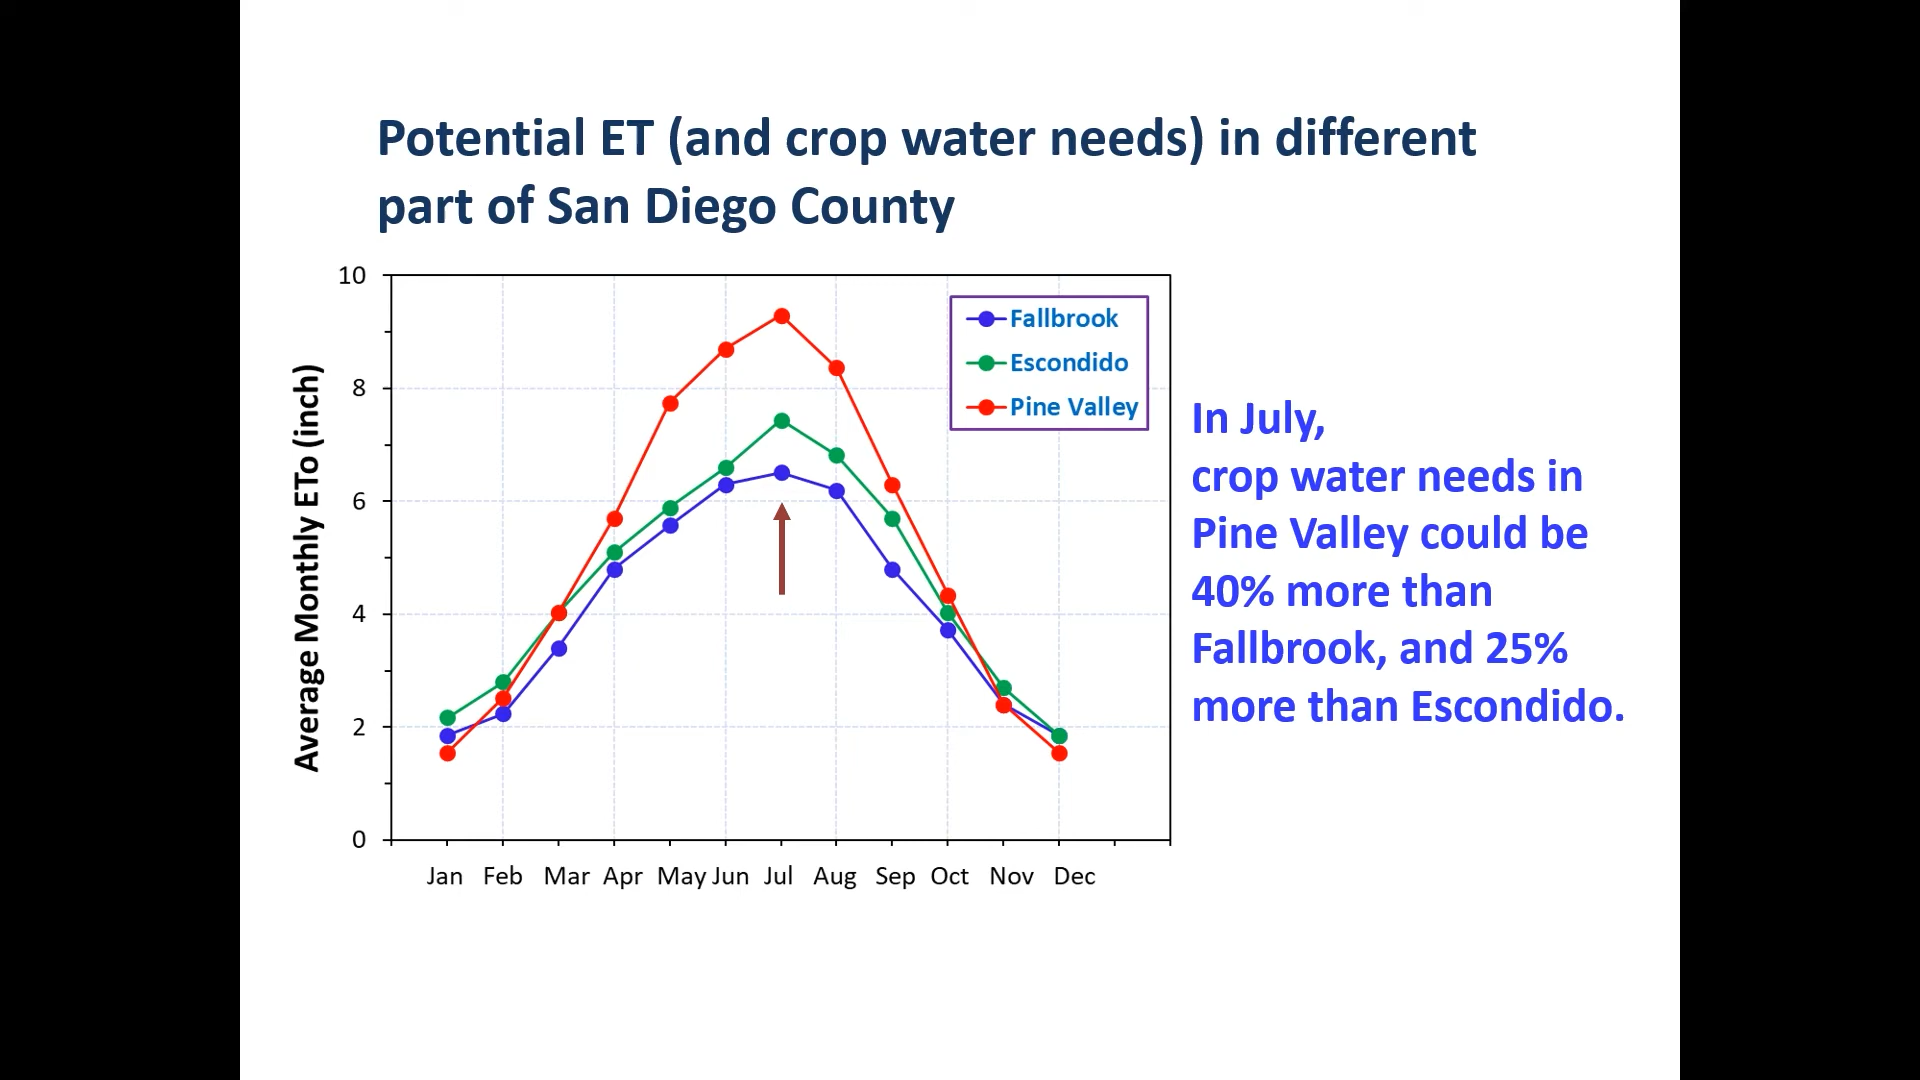 Potential ET (and crop water needs) in different
part of San Diego County
Average Monthly ETo (inch)
10
8
6
4
2
0
Fallbrook
Escondido
Pine Valley
Jan Feb Mar Apr May Jun Jul Aug Sep Oct Nov Dec
In July,
crop water needs in
Pine Valley could be
40% more than
Fallbrook, and 25%
more than Escondido.